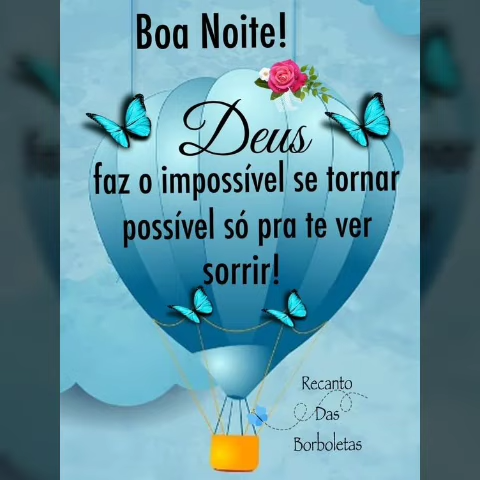 Boa Noite!
Deus
faz o impossível se tornar
possível só pra te ver
sorrir!
Recanto
Das
Borboletas